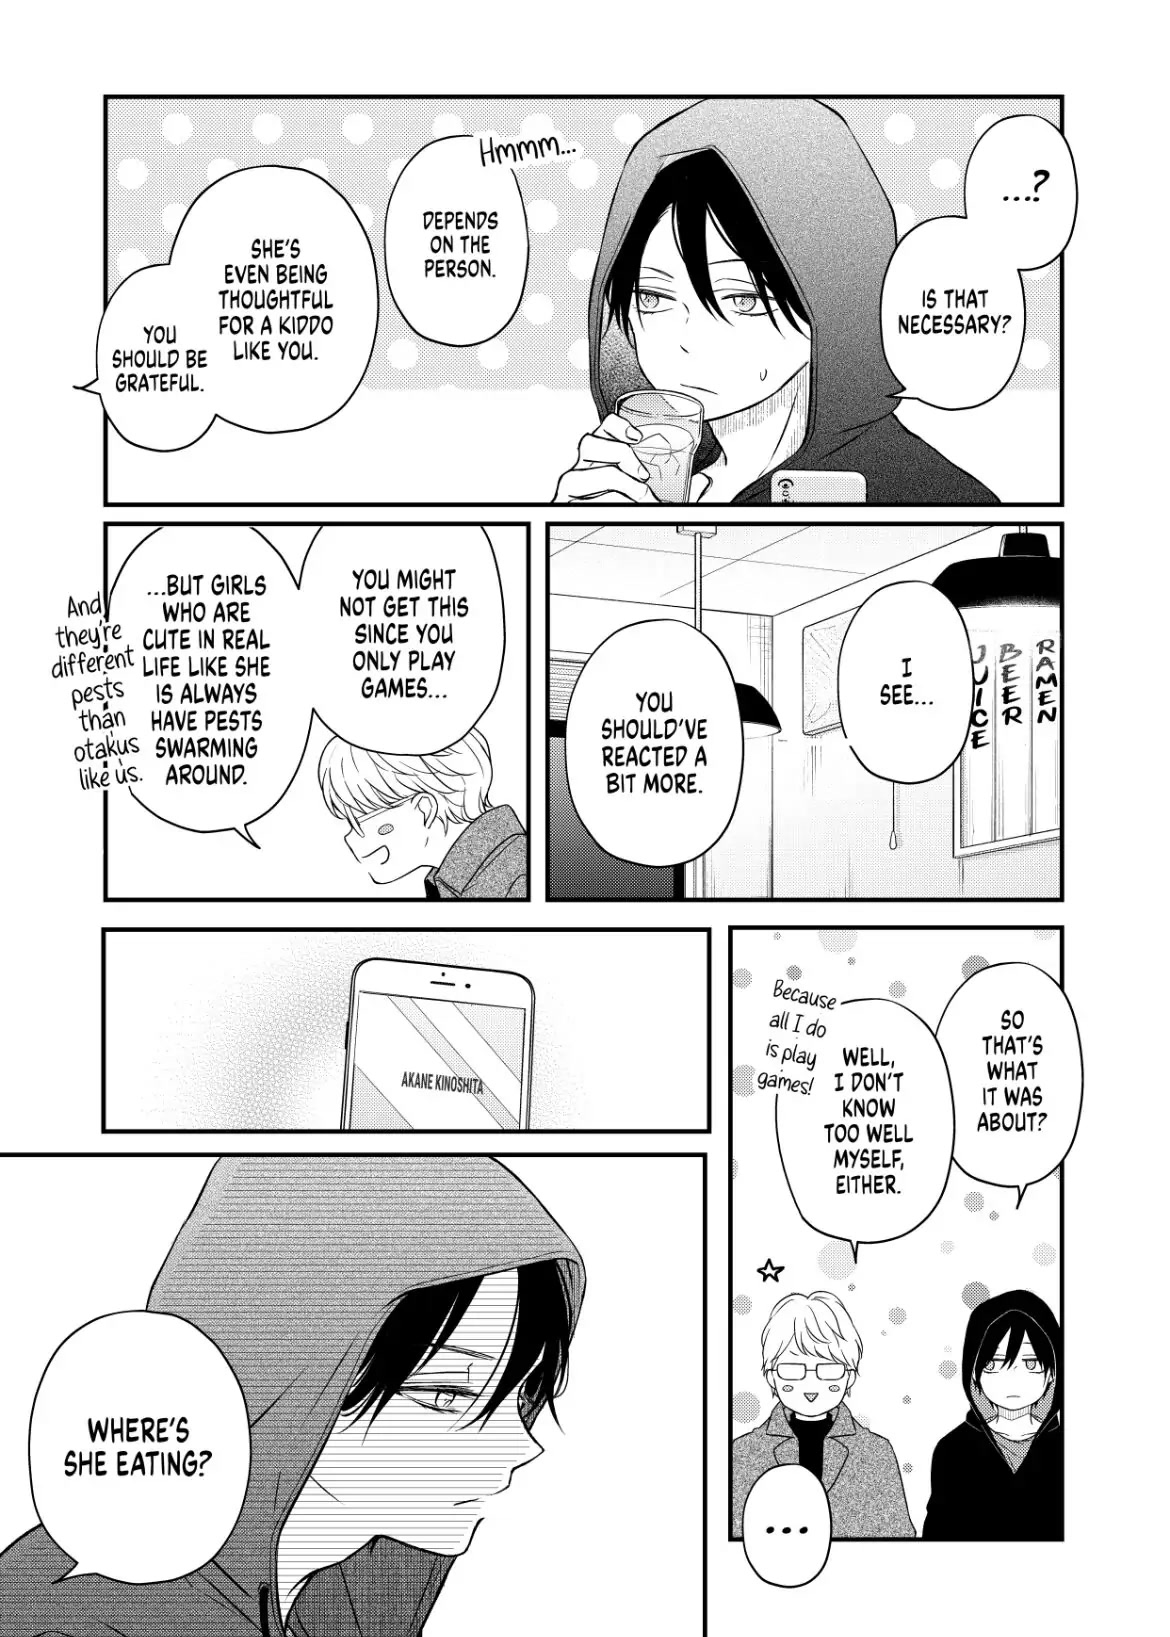 ...?
IS THAT
NECESSARY?
Hmmm...
DEPENDS
ON THE
PERSON.
SHE'S
EVEN BEING
THOUGHTFUL
FOR A KIDDO
LIKE YOU.
YOU
SHOULD BE
GRATEFUL.
RAMEN
BEER
JUICE
I
SEE...
YOU
SHOULD'VE
REACTED A
BIT MORE.
YOU MIGHT
NOT GET THIS
SINCE YOU
ONLY PLAY
GAMES...
...BUT GIRLS
WHO ARE
CUTE IN REAL
LIFE LIKE SHE
IS ALWAYS
HAVE PESTS
SWARMING
AROUND.
And
they're
different
pests
than
otakus
like us.
SO
THAT'S
WHAT
IT WAS
ABOUT?
WELL,
I DON'T
KNOW
TOO WELL
MYSELF,
EITHER.
Because
all I do
is play
games!
...
AKANE KINOSHITA
WHERE'S
SHE EATING?